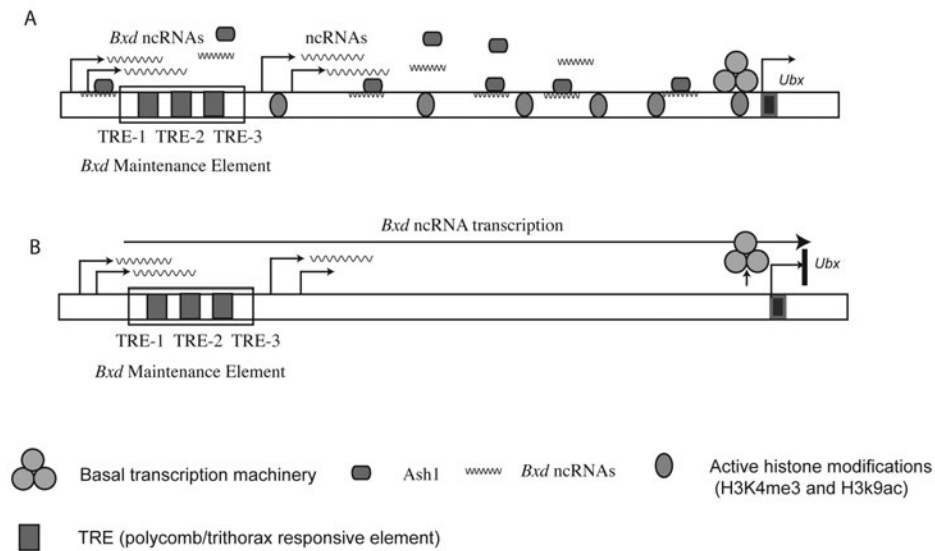 A
Bxd ncRNAs
ncRNAs
Ubx
TRE-1 TRE-2 TRE-3
Bxd Maintenance Element
Bxd ncRNA transcription
B
Ubx
TRE-1 TRE-2 TRE-3
Bxd Maintenance Element
Basal transcription machinery
Ash1
Bxd ncRNAs
Active histone modifications
(H3K4me3 and H3k9ac)
TRE (polycomb/trithorax responsive element)